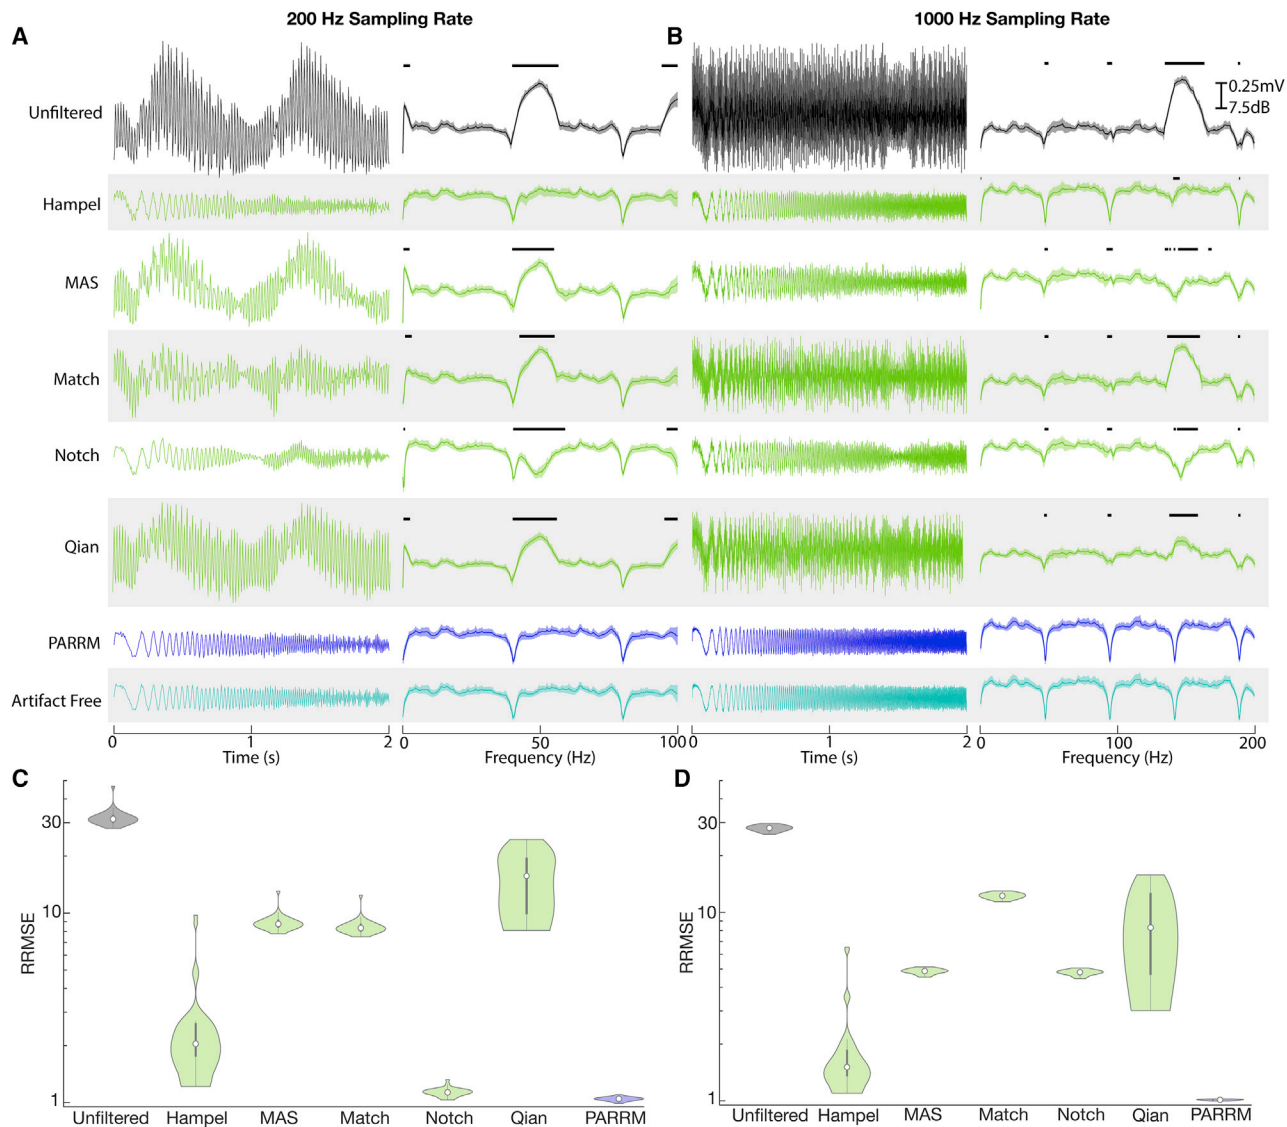 200 Hz Sampling Rate
1000 Hz Sampling Rate
A
B
Unfiltered
0.25mV
7.5dB
Hampel
MAS
Match
Notch
Qian
PARRM
Artifact Free
0 1 2
Time (s)
0 50 100
Frequency (Hz)
0 1 2
Time (s)
0 100 200
Frequency (Hz)
C
30
10
1
RRMSE
Unfiltered Hampel MAS Match Notch Qian PARRM
D
30
10
1
RRMSE
Unfiltered Hampel MAS Match Notch Qian PARRM